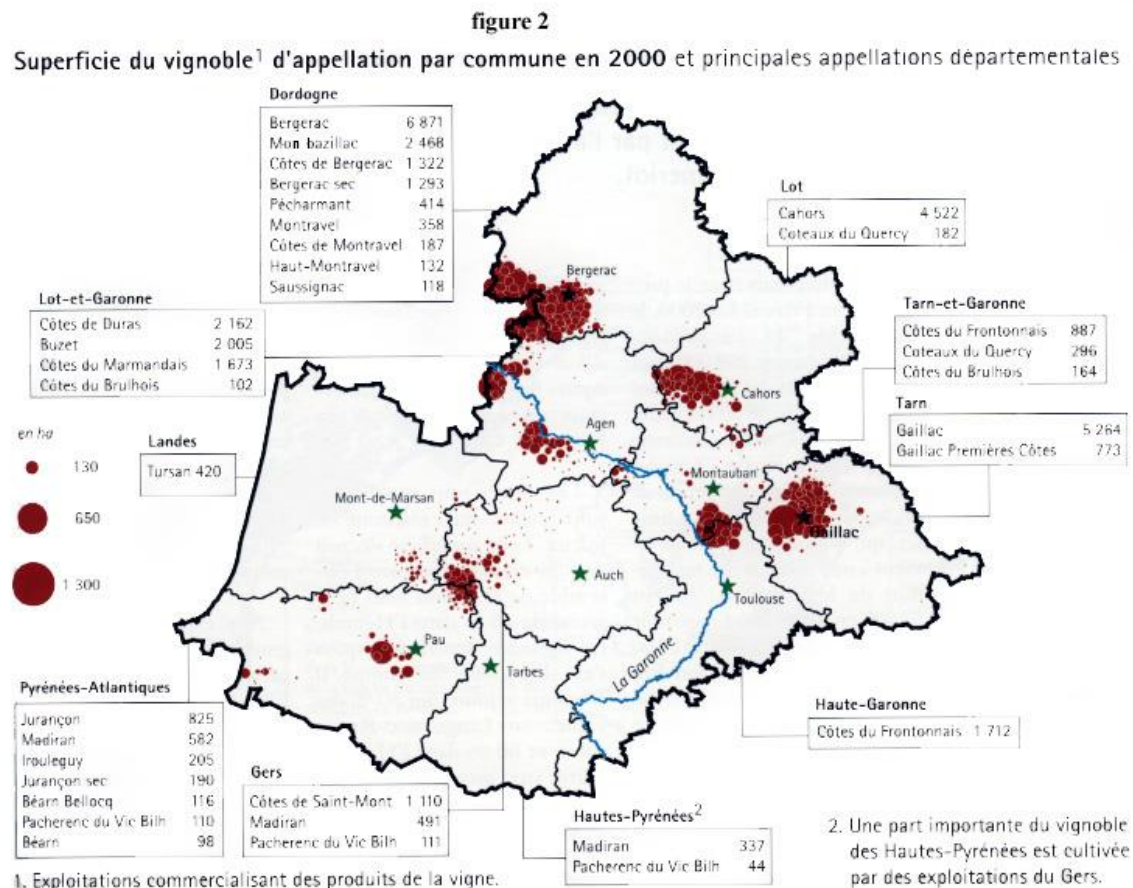 figure 2
Superficie du vignoble1 d'appellation par commune en 2000 et principales appellations départementales
Dordogne
Bergerac 6 871
Mon bazillac 2 468
Côtes de Bergerac 1 322
Bergerac sec 1 293
Pécharmant 414
Montravel 358
Côtes de Montravel 187
Haut-Montravel 132
Saussignac 118
Lot
Cahors 4 522
Coteaux du Quercy 182
Lot-et-Garonne
Côtes de Duras 2 162
Buzet 2 005
Côtes du Marmandais 1 673
Côtes du Brulhois 102
Tarn-et-Garonne
Côtes du Frontonnais 887
Coteaux du Quercy 296
Côtes du Brulhois 164
Tarn
Gaillac 5 264
Gaillac Premières Côtes 773
en ha
130
650
1 300
Landes
Tursan 420
Bergerac
Cahors
Agen
Montauban
Mont-de-Marsan
Gaillac
Auch
Toulouse
Pau
Tarbes
La Garonne
Pyrénées-Atlantiques
Jurançon 825
Madiran 582
Irouleguy 205
Jurançon sec 190
Béarn Bellocq 116
Pacherenc du Vic Bilh 110
Béarn 98
Gers
Côtes de Saint-Mont 1 110
Madiran 491
Pacherenc du Vic Bilh 111
Hautes-Pyrénées2
Madiran 337
Pacherenc du Vic Bilh 44
Haute-Garonne
Côtes du Frontonnais 1 712
1. Exploitations commercialisant des produits de la vigne.
2. Une part importante du vignoble
des Hautes-Pyrénées est cultivée
par des exploitations du Gers.